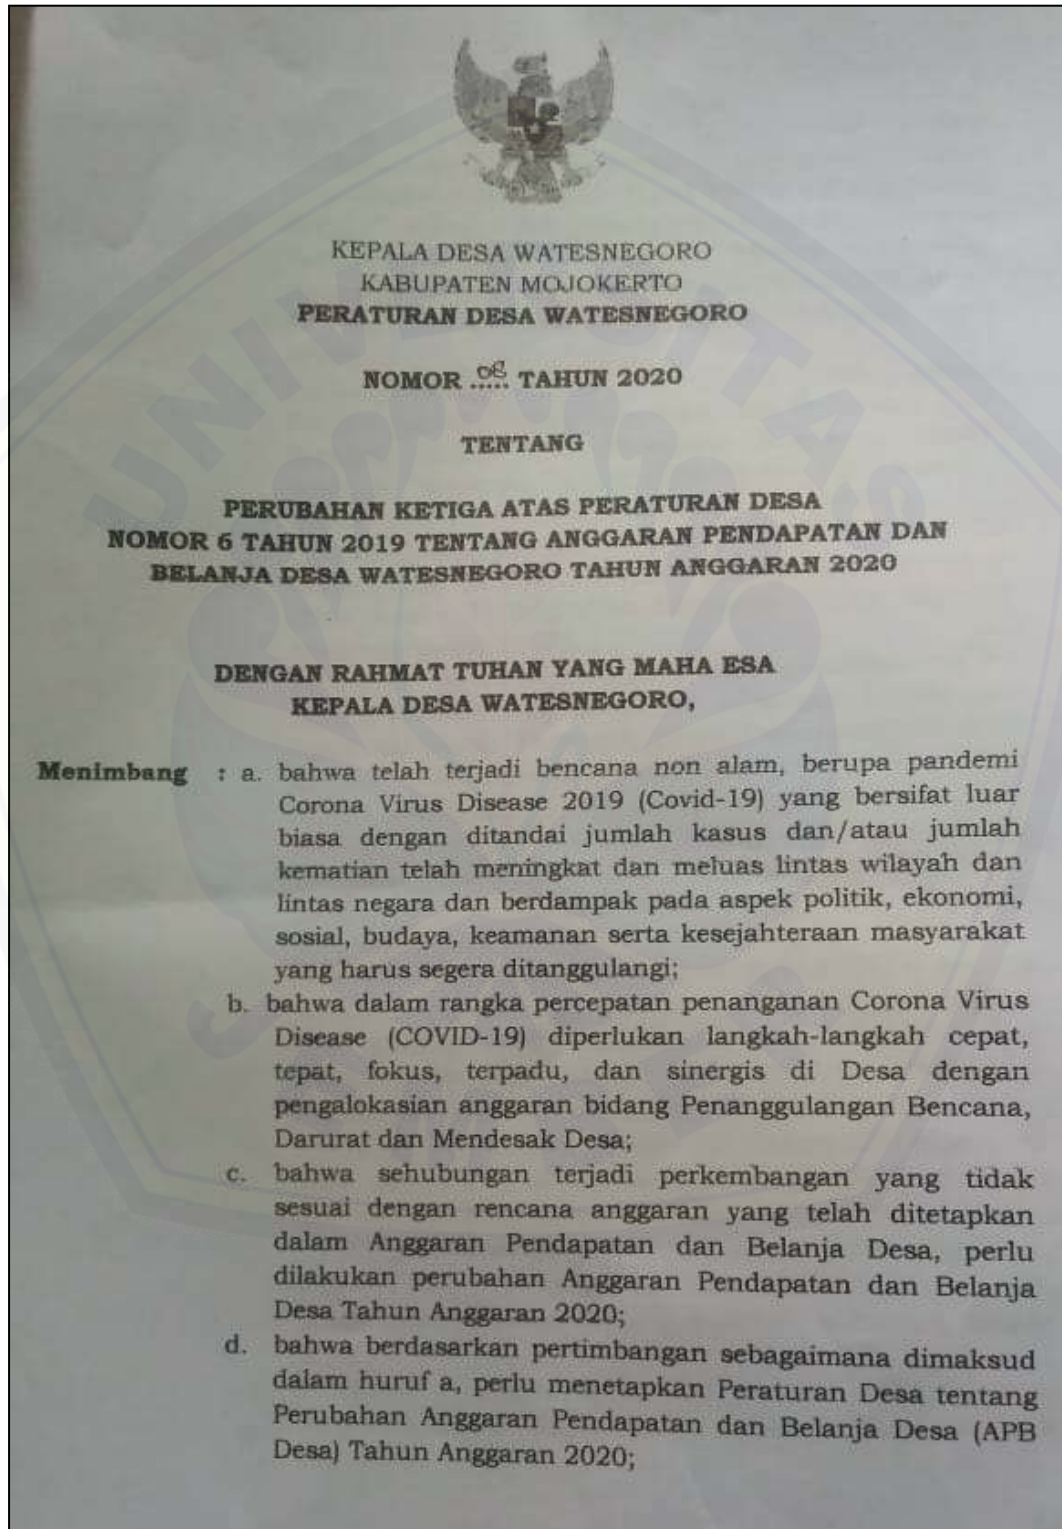 KEPALA DESA WATESNEGORO
KABUPATEN MOJOKERTO
PERATURAN DESA WATESNEGORO
NOMOR ..... TAHUN 2020
TENTANG
PERUBAHAN KETIGA ATAS PERATURAN DESA
NOMOR 6 TAHUN 2019 TENTANG ANGGARAN PENDAPATAN DAN
BELANJA DESA WATESNEGORO TAHUN ANGGARAN 2020
DENGAN RAHMAT TUHAN YANG MAHA ESA
KEPALA DESA WATESNEGORO,
Menimbang : a. bahwa telah terjadi bencana non alam, berupa pandemi
Corona Virus Disease 2019 (Covid-19) yang bersifat luar
biasa dengan ditandai jumlah kasus dan/atau jumlah
kematian telah meningkat dan meluas lintas wilayah dan
lintas negara dan berdampak pada aspek politik, ekonomi,
sosial, budaya, keamanan serta kesejahteraan masyarakat
yang harus segera ditanggulangi;
b. bahwa dalam rangka percepatan penanganan Corona Virus
Disease (COVID-19) diperlukan langkah-langkah cepat,
tepat, fokus, terpadu, dan sinergis di Desa dengan
pengalokasian anggaran bidang Penanggulangan Bencana,
Darurat dan Mendesak Desa;
c. bahwa sehubungan terjadi perkembangan yang tidak
sesuai dengan rencana anggaran yang telah ditetapkan
dalam Anggaran Pendapatan dan Belanja Desa, perlu
dilakukan perubahan Anggaran Pendapatan dan Belanja
Desa Tahun Anggaran 2020;
d. bahwa berdasarkan pertimbangan sebagaimana dimaksud
dalam huruf a, perlu menetapkan Peraturan Desa tentang
Perubahan Anggaran Pendapatan dan Belanja Desa (APB
Desa) Tahun Anggaran 2020;
UNIVERSITAS